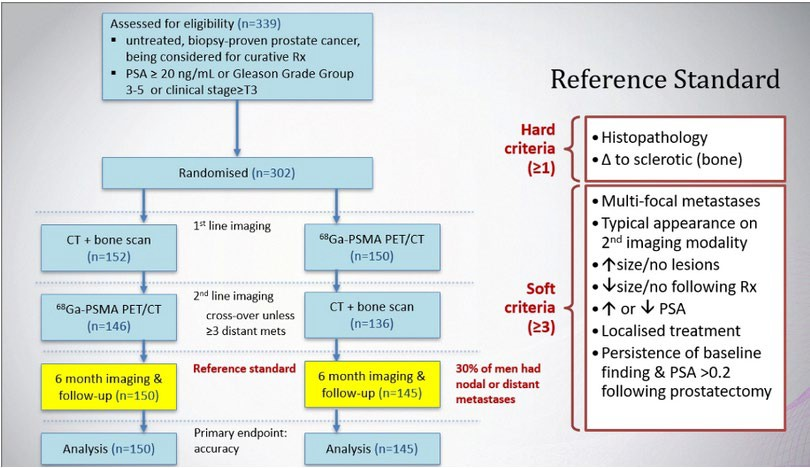 Assessed for eligibility (n=339)
▪ untreated, biopsy-proven prostate cancer,
being considered for curative Rx
▪ PSA ≥ 20 ng/mL or Gleason Grade Group
3-5 or clinical stage≥T3
Randomised (n=302)
1st line imaging
CT + bone scan
(n=152)
68Ga-PSMA PET/CT
(n=150)
2nd line imaging
cross-over unless
≥3 distant mets
68Ga-PSMA PET/CT
(n=146)
CT + bone scan
(n=136)
Reference standard
6 month imaging &
follow-up (n=150)
6 month imaging &
follow-up (n=145)
30% of men had
nodal or distant
metastases
Primary endpoint:
accuracy
Analysis (n=150)
Analysis (n=145)
Reference Standard
Hard
criteria
(≥1)
• Histopathology
• Δ to sclerotic (bone)
Soft
criteria
(≥3)
• Multi-focal metastases
• Typical appearance on
2nd imaging modality
• ↑size/no lesions
• ↓size/no following Rx
• ↑ or ↓ PSA
• Localised treatment
• Persistence of baseline
finding & PSA >0.2
following prostatectomy